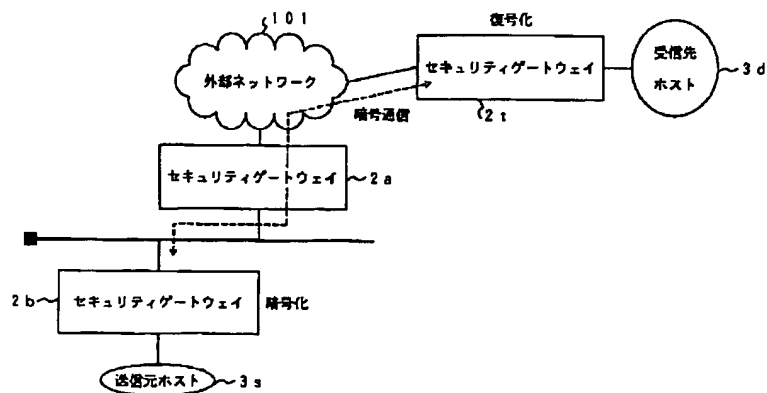 101
復号化
外部ネットワーク
セキュリティゲートウェイ
受信先
ホスト
3d
暗号通信
2t
セキュリティゲートウェイ
2a
2b
セキュリティゲートウェイ
暗号化
送信元ホスト
3s